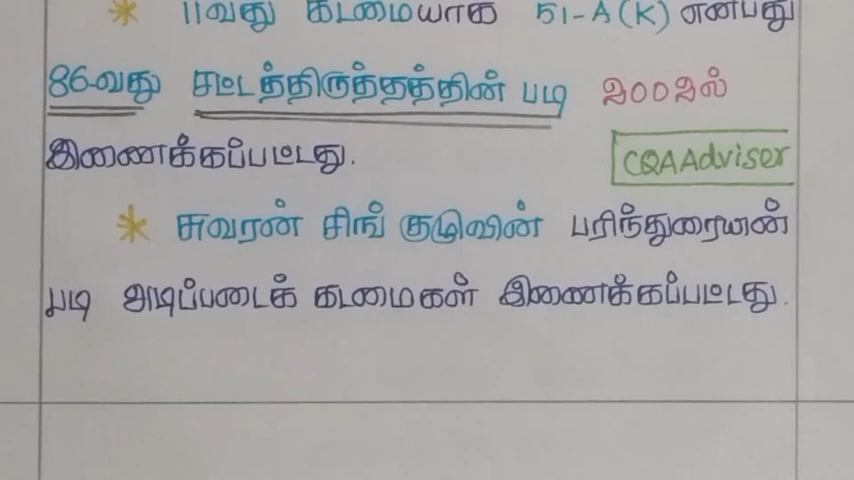 * 11வது கடமையாக 51-A(K) என்பது
86-வது சட்டத்திருத்தத்தின் படி 2002ல்
இணைக்கப்பட்டது.
CQAAdviser
* சுவரன் சிங் குழுவின் பரிந்துரையின்
படி அடிப்படைக் கடமைகள் இணைக்கப்பட்டது.